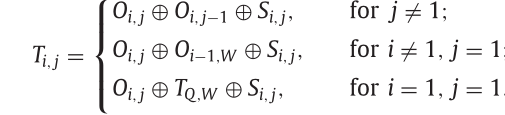 T_{i,j} = { O_{i,j} ⊕ O_{i,j−1} ⊕ S_{i,j}, for j ≠ 1;
O_{i,j} ⊕ O_{i−1,W} ⊕ S_{i,j}, for i ≠ 1, j = 1;
O_{i,j} ⊕ T_{Q,W} ⊕ S_{i,j}, for i = 1, j = 1.